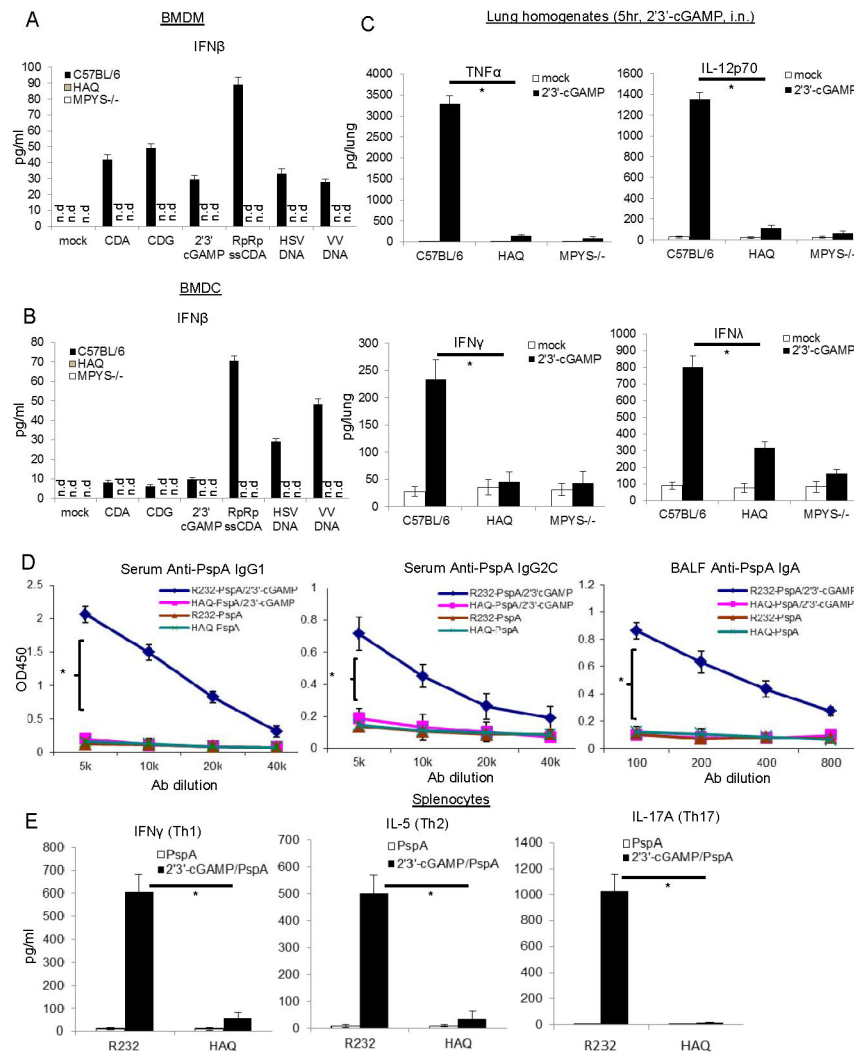 A
BMDM
IFNβ
C57BL/6
HAQ
MPYS-/-
pg/ml
100
90
80
70
60
50
40
30
20
10
0
n.d n.d n.d n.d n.d n.d n.d n.d n.d n.d n.d n.d n.d n.d n.d
mock CDA CDG 2'3' cGAMP RpRp ssCDA HSV DNA VV DNA
B
BMDC
IFNβ
C57BL/6
HAQ
MPYS-/-
pg/ml
80
70
60
50
40
30
20
10
0
n.d n.d n.d n.d n.d n.d n.d n.d n.d n.d n.d n.d n.d n.d n.d
mock CDA CDG 2'3' cGAMP RpRp ssCDA HSV DNA VV DNA
C
Lung homogenates (5hr, 2'3'-cGAMP, i.n.)
TNFα
mock
2'3'-cGAMP
*
pg/lung
4000
3500
3000
2500
2000
1500
1000
500
0
C57BL/6 HAQ MPYS-/-
IL-12p70
mock
2'3'-cGAMP
*
1600
1400
1200
1000
800
600
400
200
0
C57BL/6 HAQ MPYS-/-
IFNγ
mock
2'3'-cGAMP
*
pg/lung
300
250
200
150
100
50
0
C57BL/6 HAQ MPYS-/-
IFNλ
mock
2'3'-cGAMP
*
1000
900
800
700
600
500
400
300
200
100
0
C57BL/6 HAQ MPYS-/-
D
Serum Anti-PspA IgG1
R232-PspA/2'3'-cGAMP
HAQ-PspA/2'3'-cGAMP
R232-PspA
HAQ-PspA
*
OD450
2.5
2
1.5
1
0.5
0
5k 10k 20k 40k
Ab dilution
Serum Anti-PspA IgG2C
R232-PspA/2'3'cGAMP
HAQ-PspA/2'3'-cGAMP
R232-PspA
HAQ-PspA
*
1
0.8
0.6
0.4
0.2
0
5k 10k 20k 40k
Ab dilution
BALF Anti-PspA IgA
R232-PspA/2'3'cGAMP
HAQ-PspA/2'3'-cGAMP
R232-PspA
HAQ-PspA
*
1.2
1
0.8
0.6
0.4
0.2
0
100 200 400 800
Ab dilution
E
Splenocytes
IFNγ (Th1)
PspA
2'3'-cGAMP/PspA
*
pg/ml
800
700
600
500
400
300
200
100
0
R232 HAQ
IL-5 (Th2)
PspA
2'3'-cGAMP/PspA
*
700
600
500
400
300
200
100
0
R232 HAQ
IL-17A (Th17)
PspA
2'3'-cGAMP/PspA
*
1400
1200
1000
800
600
400
200
0
R232 HAQ